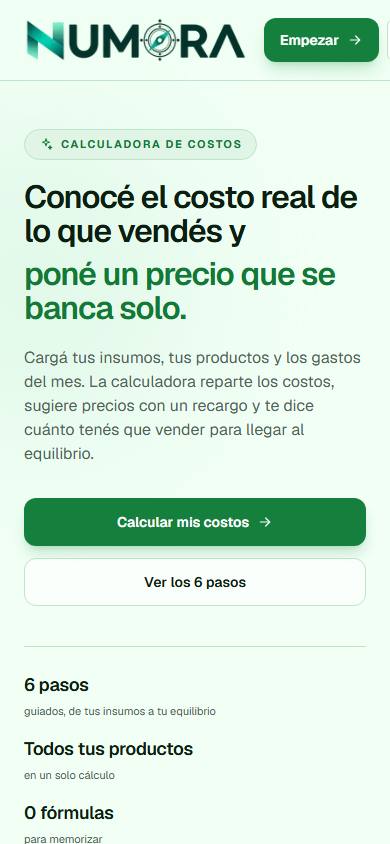 NUMORA
Empezar
CALCULADORA DE COSTOS
Conocé el costo real de
lo que vendés y
poné un precio que se
banca solo.
Cargá tus insumos, tus productos y los gastos
del mes. La calculadora reparte los costos,
sugiere precios con un recargo y te dice
cuánto tenés que vender para llegar al
equilibrio.
Calcular mis costos
Ver los 6 pasos
6 pasos
guiados, de tus insumos a tu equilibrio
Todos tus productos
en un solo cálculo
0 fórmulas
para memorizar